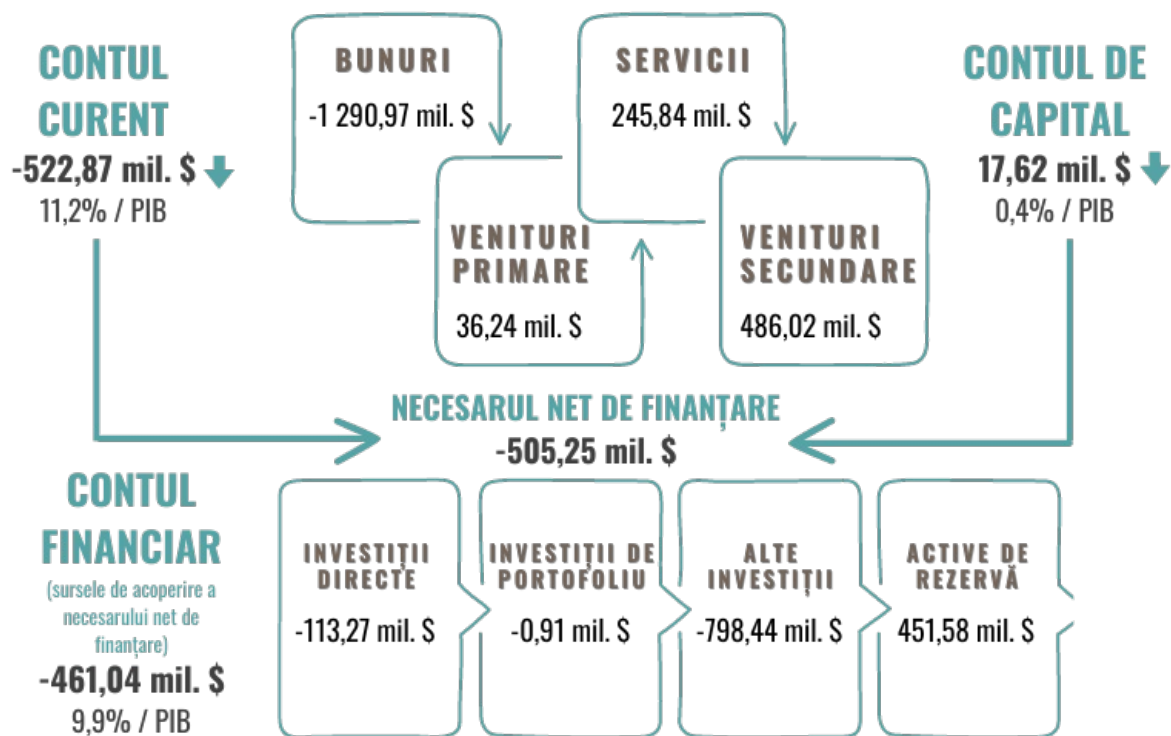 CONTUL
CURENT
-522,87 mil. $
11,2% / PIB
BUNURI
-1 290,97 mil. $
SERVICII
245,84 mil. $
CONTUL DE
CAPITAL
17,62 mil. $
0,4% / PIB
VENITURI
PRIMARE
36,24 mil. $
VENITURI
SECUNDARE
486,02 mil. $
NECESARUL NET DE FINANȚARE
-505,25 mil. $
CONTUL
FINANCIAR
(sursele de acoperire a
necesarului net de
finanțare)
-461,04 mil. $
9,9% / PIB
INVESTIȚII
DIRECTE
-113,27 mil. $
INVESTIȚII DE
PORTOFOLIU
-0,91 mil. $
ALTE
INVESTIȚII
-798,44 mil. $
ACTIVE DE
REZERVĂ
451,58 mil. $